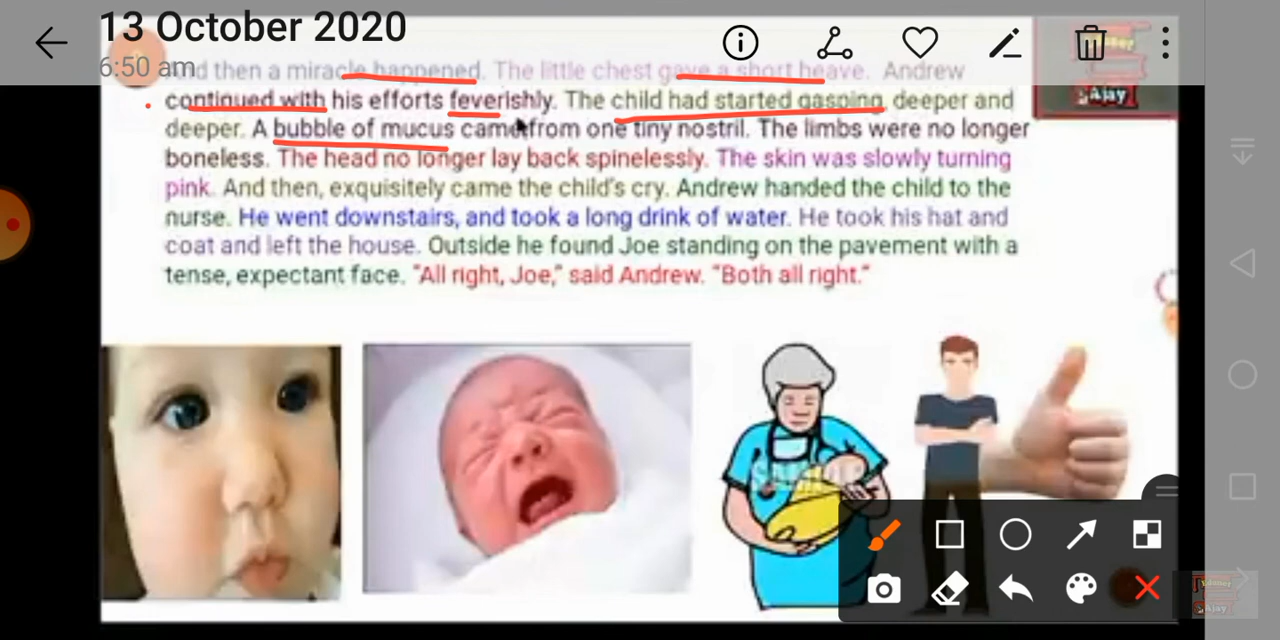 13 October 2020
6:50 am
nd then a miracle happened. The little chest gave a short heave. Andrew
continued with his efforts feverishly. The child had started gasping deeper and
deeper. A bubble of mucus came from one tiny nostril. The limbs were no longer
boneless. The head no longer lay back spinelessly. The skin was slowly turning
pink. And then, exquisitely came the child's cry. Andrew handed the child to the
nurse. He went downstairs, and took a long drink of water. He took his hat and
coat and left the house. Outside he found Joe standing on the pavement with a
tense, expectant face. "All right, Joe," said Andrew. "Both all right."
Ajay
Ajay